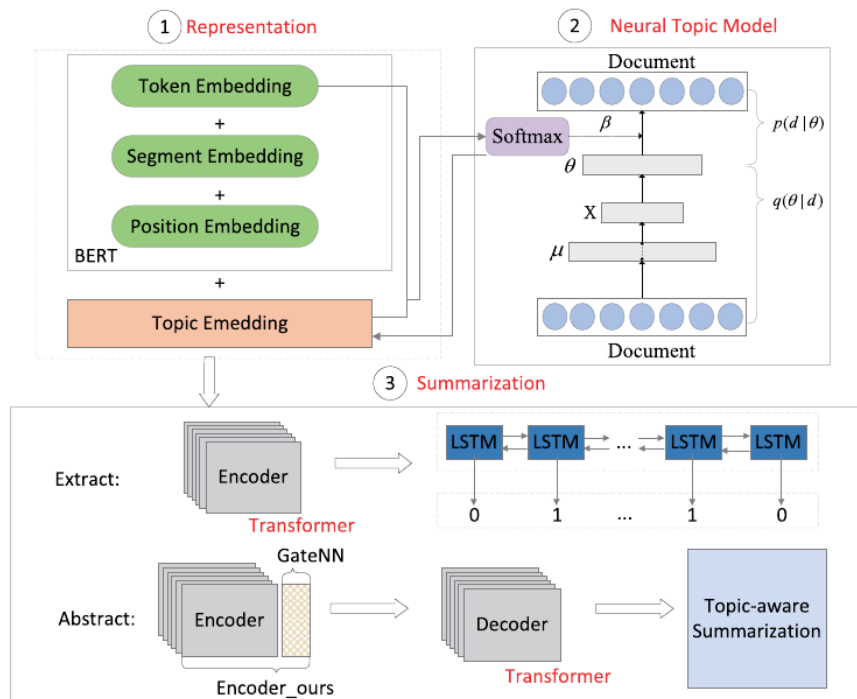 1 Representation
2 Neural Topic Model
Token Embedding
+
Segment Embedding
+
Position Embedding
BERT
+
Topic Emedding
Document
Softmax
β
θ
X
μ
p(d|θ)
q(θ|d)
Document
3 Summarization
Extract:
Encoder
Transformer
LSTM LSTM ... LSTM LSTM
0 1 ... 1 0
Abstract:
GateNN
Encoder
Encoder_ours
Decoder
Transformer
Topic-aware
Summarization